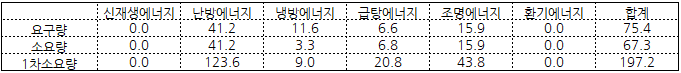 신재생에너지 난방에너지 냉방에너지 급탕에너지 조명에너지 환기에너지 합계
요구량 0.0 41.2 11.6 6.6 15.9 0.0 75.4
소요량 0.0 41.2 3.3 6.8 15.9 0.0 67.3
1차소요량 0.0 123.6 9.0 20.8 43.8 0.0 197.2